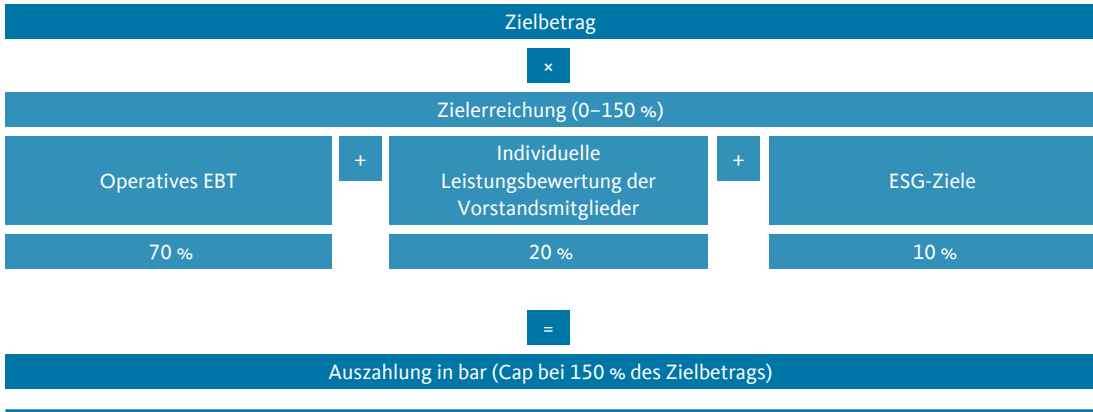 Zielbetrag
×
Zielerreichung (0–150 %)
Operatives EBT
+
Individuelle
Leistungsbewertung der
Vorstandsmitglieder
+
ESG-Ziele
70 %
20 %
10 %
=
Auszahlung in bar (Cap bei 150 % des Zielbetrags)